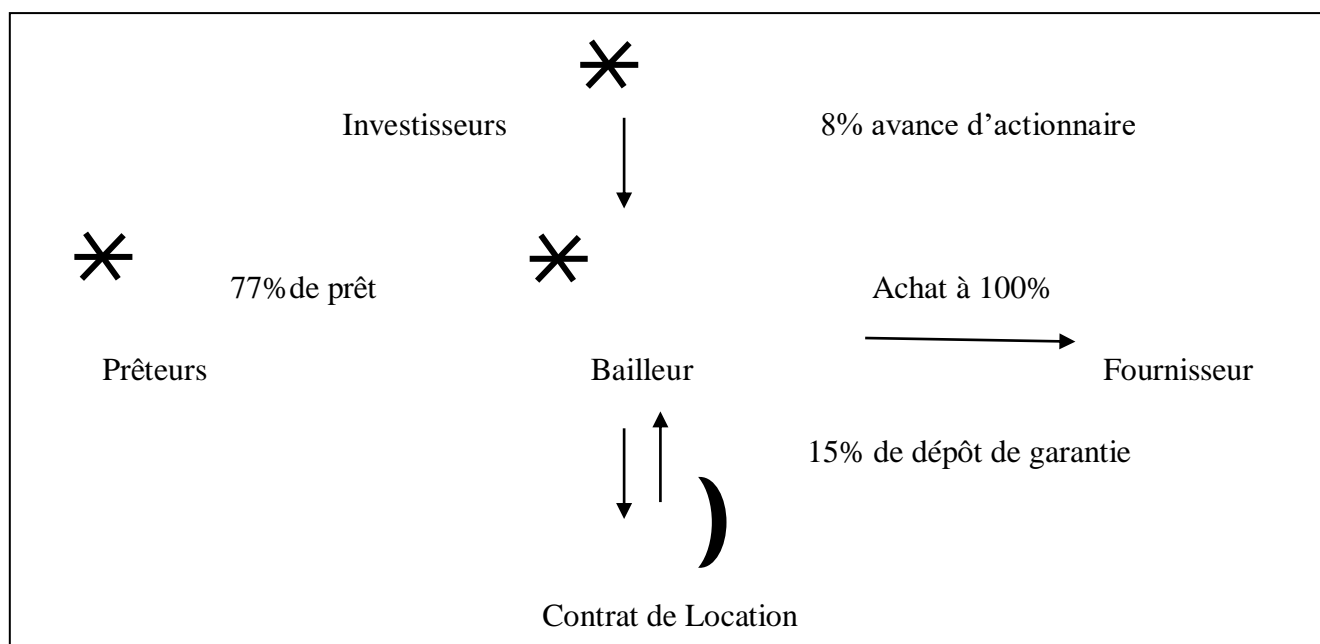 Investisseurs 8% avance d’actionnaire
77% de prêt Achat à 100%
Prêteurs Bailleur Fournisseur
15% de dépôt de garantie
Contrat de Location